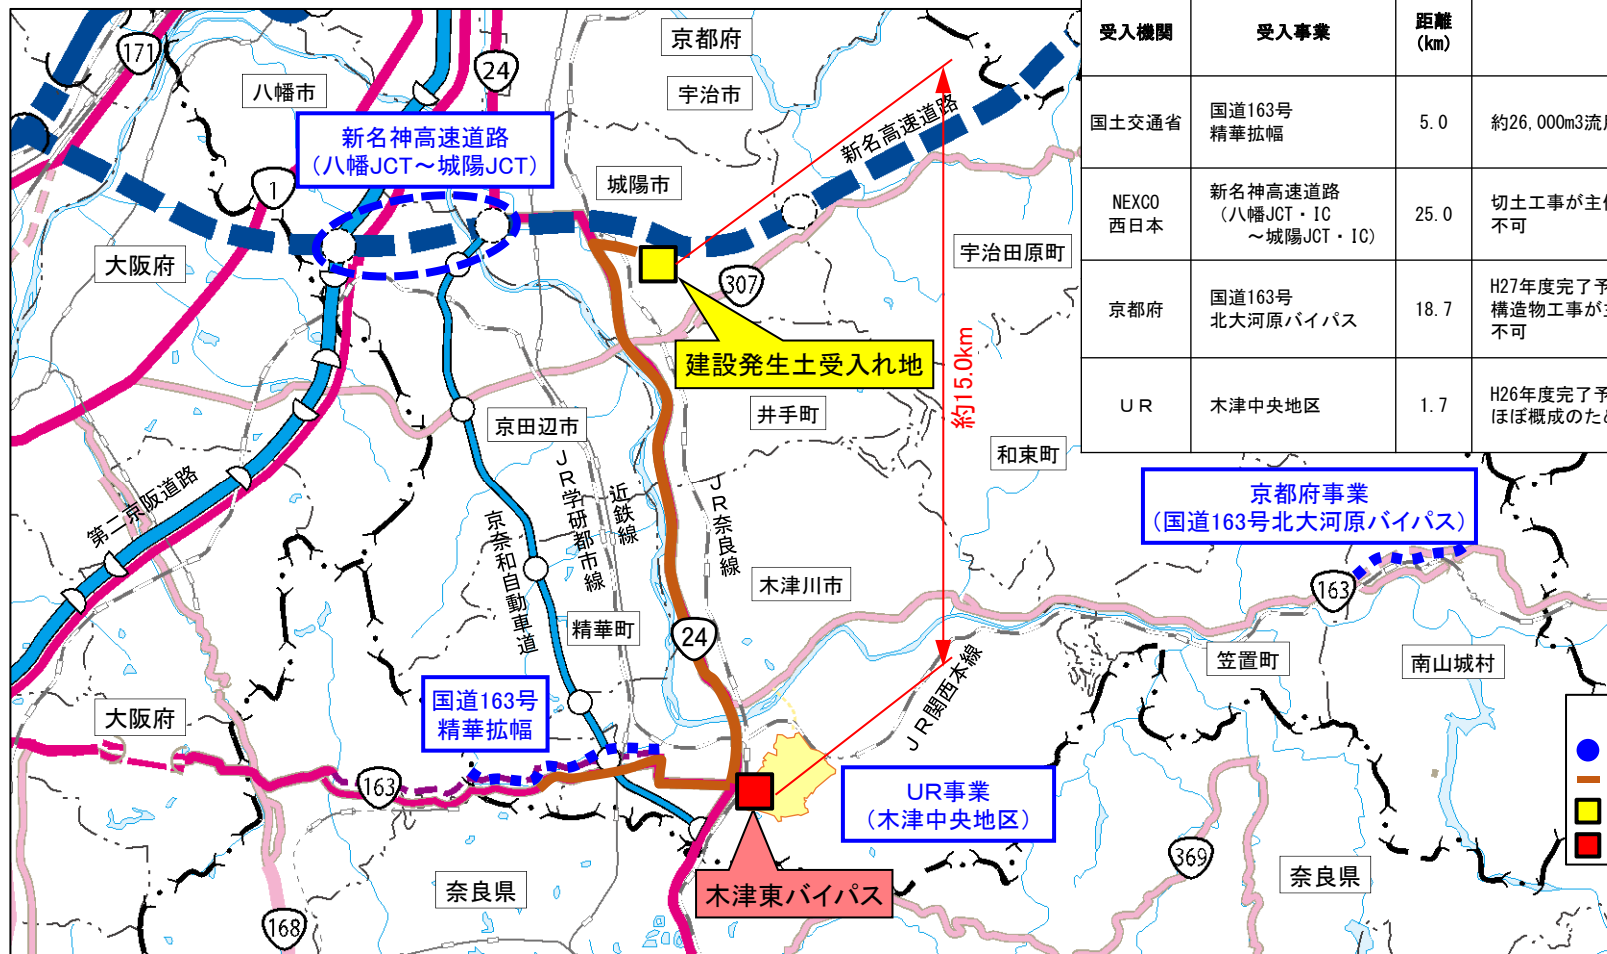 171
八幡市
24
京都府
宇治市
新名神高速道路
（八幡JCT～城陽JCT）
1
城陽市
新名神高速道路
大阪府
宇治田原町
307
建設発生土受入れ地
約15.0km
井手町
京田辺市
和束町
第二京阪道路
京奈和自動車道
JR学研都市線
近鉄線
JR奈良線
木津川市
精華町
24
京都府事業
（国道163号北大河原バイパス）
163
笠置町
南山城村
JR関西本線
大阪府
国道163号
精華拡幅
163
UR事業
（木津中央地区）
木津東バイパス
奈良県
168
369
奈良県
受入機関 受入事業 距離
(km)
国土交通省 国道163号
精華拡幅 5.0 約26,000m3流
NEXCO
西日本 新名神高速道路
（八幡JCT・IC
～城陽JCT・IC） 25.0 切土工事が主
不可
京都府 国道163号
北大河原バイパス 18.7 H27年度完了予
構造物工事が
不可
ＵＲ 木津中央地区 1.7 H26年度完了予
ほぼ概成のた